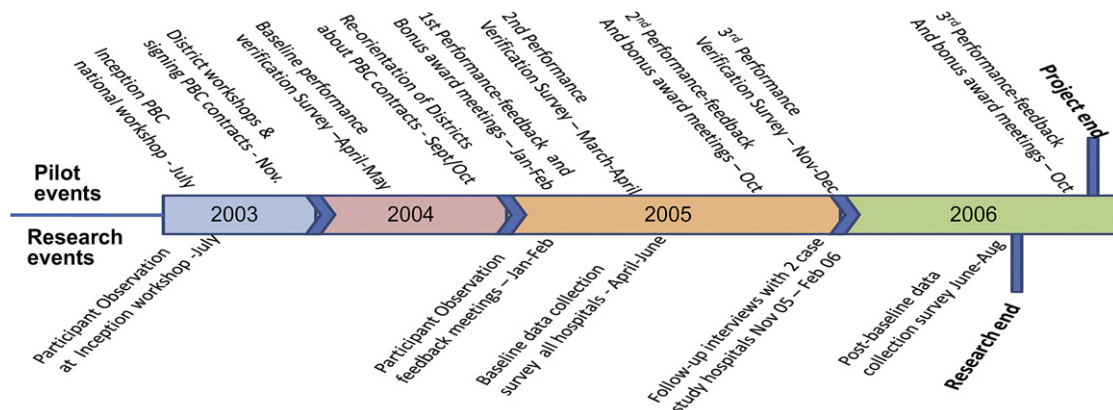 Inception PBC
national workshop - July
District workshops &
signing PBC contracts - Nov.
Baseline performance
verification Survey –April-May
Re-orientation of Districts
about PBC contracts - Sept/Oct
1st Performance-feedback and
Bonus award meetings – Jan-Feb
2nd Performance
Verification Survey – March-April
2nd Performance-feedback
And bonus award meetings – Oct
3rd Performance
Verification Survey – Nov-Dec
3rd Performance-feedback
And bonus award meetings – Oct
Project end
Pilot
events
2003
2004
2005
2006
Research
events
Participant Observation
at Inception workshop -July
Participant Observation
feedback meetings – Jan-Feb
Baseline data collection
survey all hospitals - April-June
Follow-up interviews with 2 case
study hospitals Nov 05 – Feb 06
Post-baseline data
collection survey June-Aug
Research end